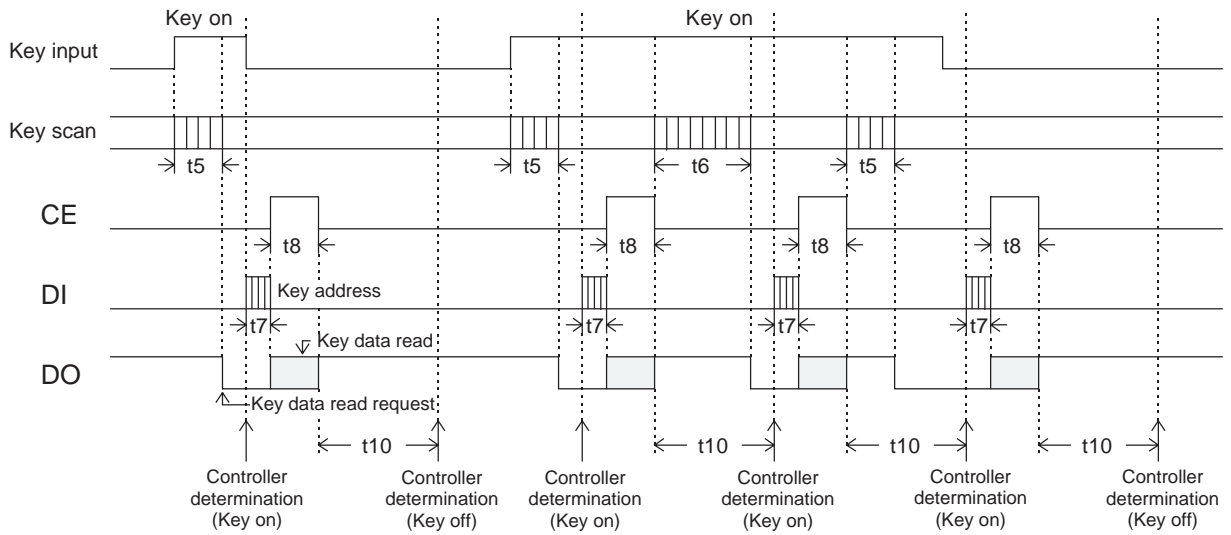 Key on
Key on
Key input
Key scan
t5
t5
t6
t5
CE
t8
t8
t8
t8
DI
Key address
t7
t7
t7
t7
Key data read
DO
Key data read request
t10
t10
t10
t10
Controller
determination
(Key on)
Controller
determination
(Key off)
Controller
determination
(Key on)
Controller
determination
(Key on)
Controller
determination
(Key on)
Controller
determination
(Key off)